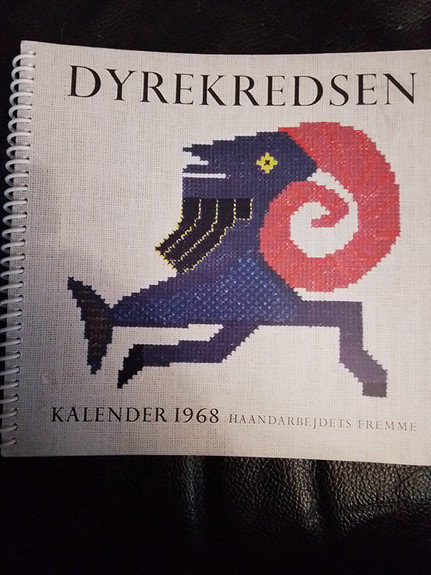 DYREKREDSEN
KALENDER 1968 HAANDARBEJDETS FREMME